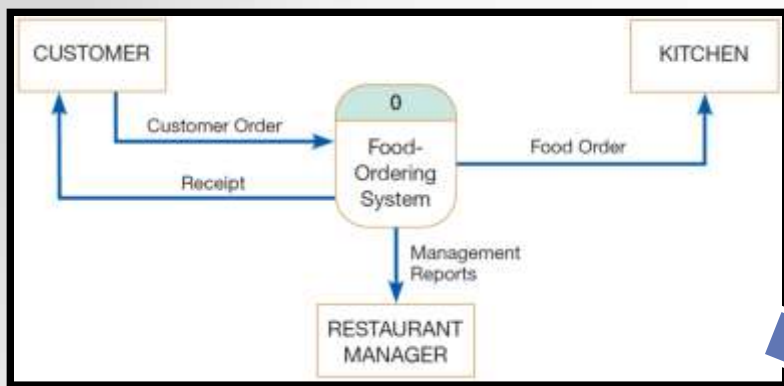 CUSTOMER
KITCHEN
0
Customer Order
Food-
Ordering
System
Food Order
Receipt
Management
Reports
RESTAURANT
MANAGER